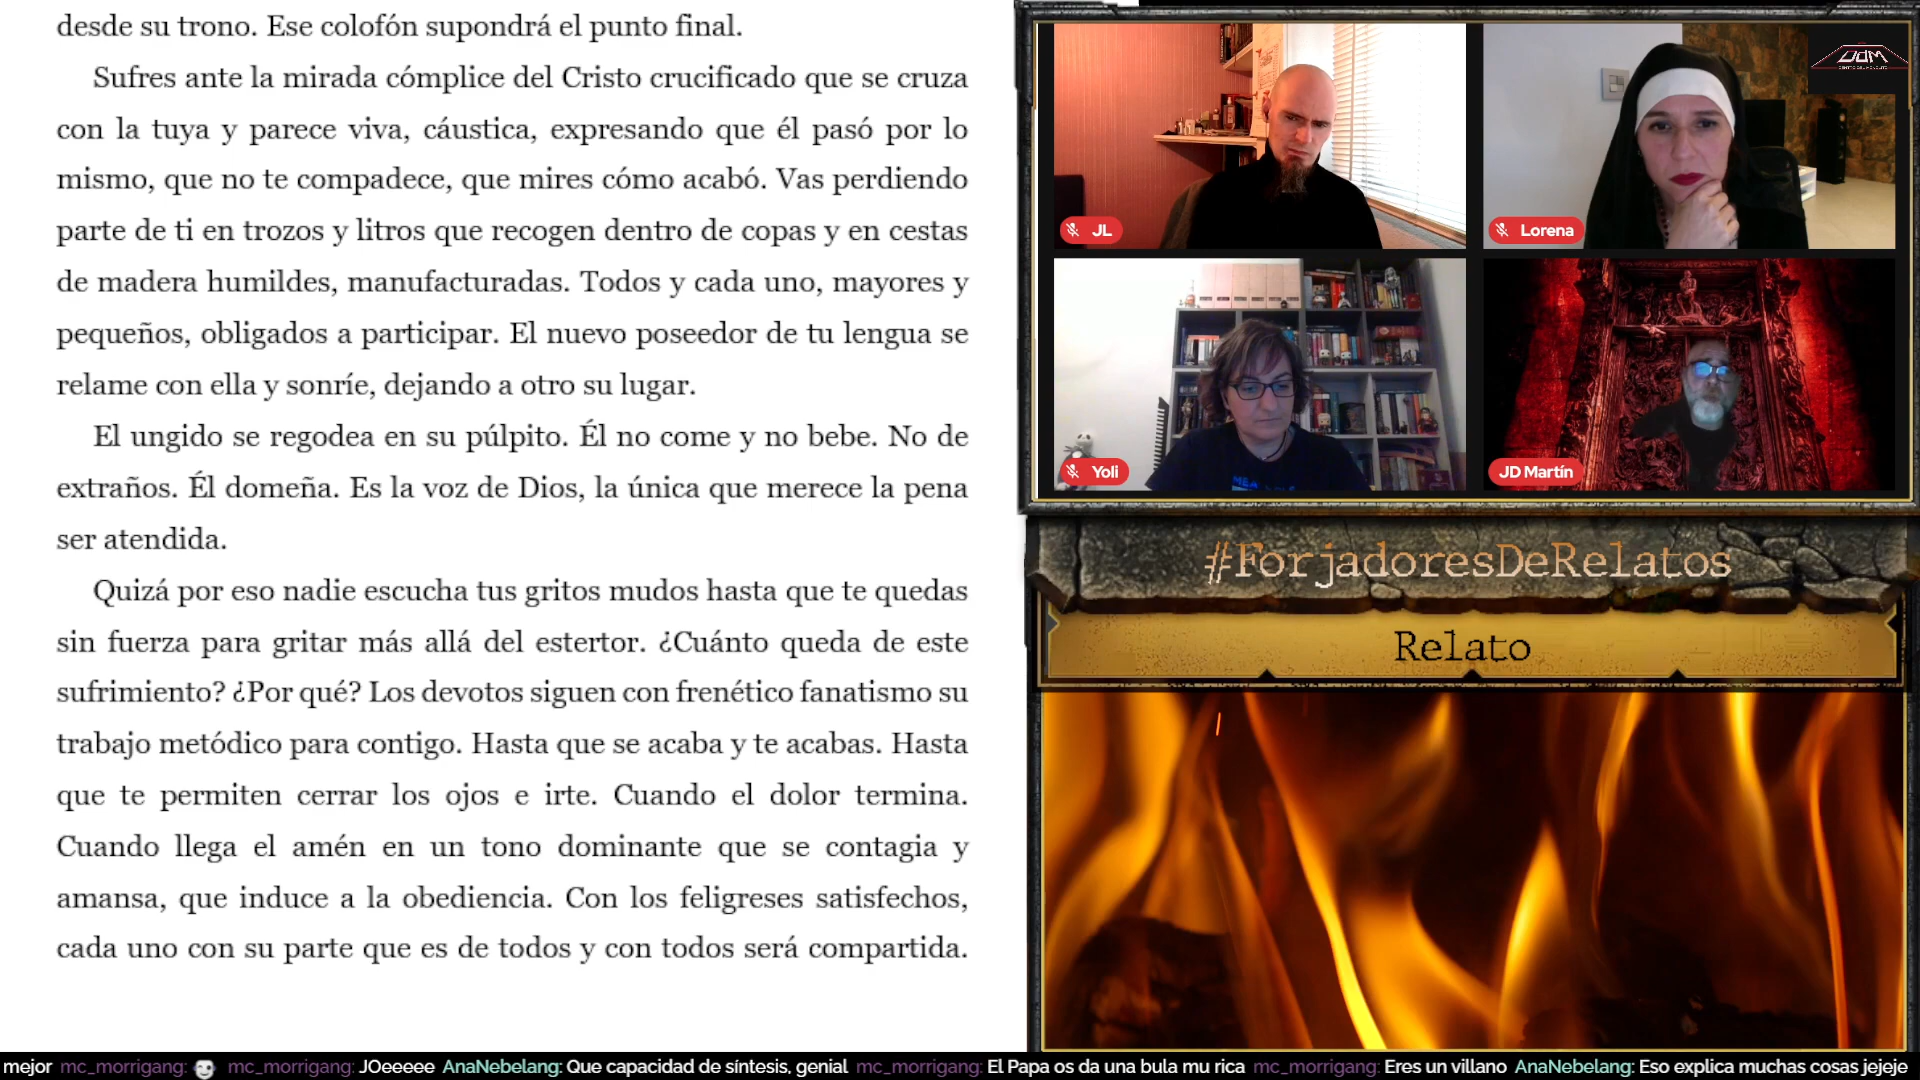 desde su trono. Ese colofón supondrá el punto final.
Sufres ante la mirada cómplice del Cristo crucificado que se cruza
con la tuya y parece viva, cáustica, expresando que él pasó por lo
mismo, que no te compadece, que mires cómo acabó. Vas perdiendo
parte de ti en trozos y litros que recogen dentro de copas y en cestas
de madera humildes, manufacturadas. Todos y cada uno, mayores y
pequeños, obligados a participar. El nuevo poseedor de tu lengua se
relame con ella y sonríe, dejando a otro su lugar.
El ungido se regodea en su púlpito. Él no come y no bebe. No de
extraños. Él domeña. Es la voz de Dios, la única que merece la pena
ser atendida.
Quizá por eso nadie escucha tus gritos mudos hasta que te quedas
sin fuerza para gritar más allá del estertor. ¿Cuánto queda de este
sufrimiento? ¿Por qué? Los devotos siguen con frenético fanatismo su
trabajo metódico para contigo. Hasta que se acaba y te acabas. Hasta
que te permiten cerrar los ojos e irte. Cuando el dolor termina.
Cuando llega el amén en un tono dominante que se contagia y
amansa, que induce a la obediencia. Con los feligreses satisfechos,
cada uno con su parte que es de todos y con todos será compartida.
JL
Lorena
Yoli
JD Martín
#ForjadoresDeRelatos
Relato
mejor mc_morrigang: mc_morrigang: JOeeeee AnaNebelang: Que capacidad de síntesis, genial mc_morrigang: El Papa os da una bula mu rica mc_morrigang: Eres un villano AnaNebelang: Eso explica muchas cosas jejeje